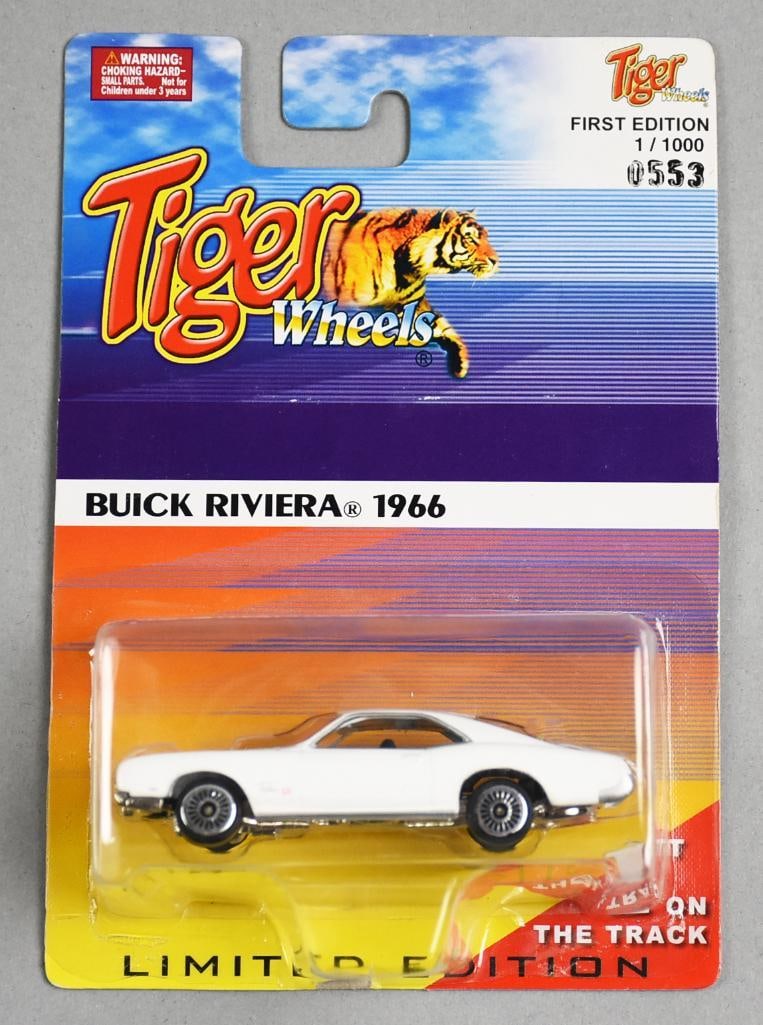 WARNING:
CHOKING HAZARD–
SMALL PARTS. Not for
Children under 3 years
Tiger
Wheels®
FIRST EDITION
1 / 1000
0553
Tiger
Wheels®
BUICK RIVIERA® 1966
ON
THE TRACK
LIMITED EDITION